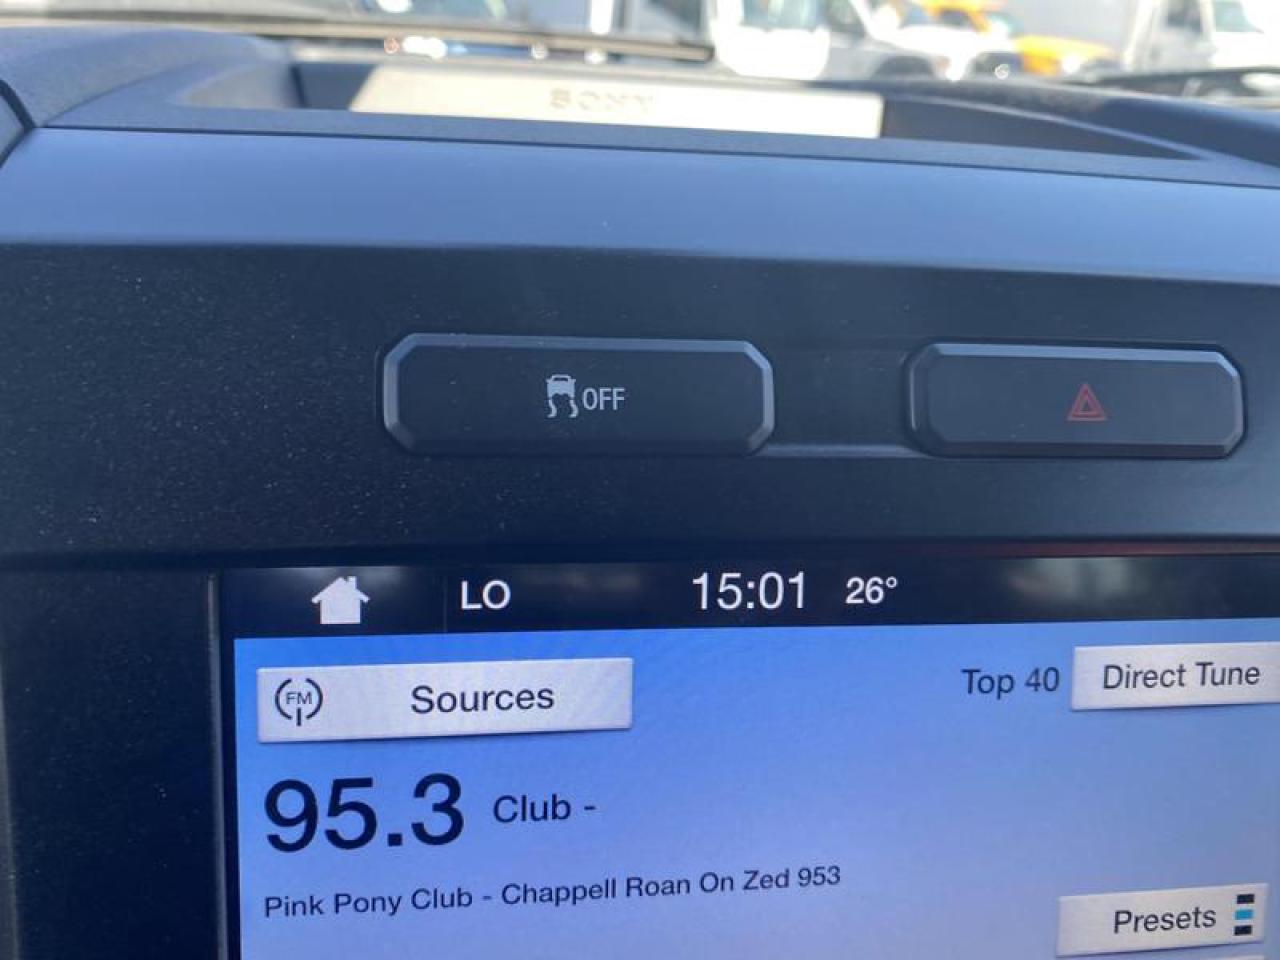 SONY
OFF
LO 15:01 26°
FM Sources Top 40 Direct Tune
95.3 Club -
Pink Pony Club - Chappell Roan On Zed 953
Presets